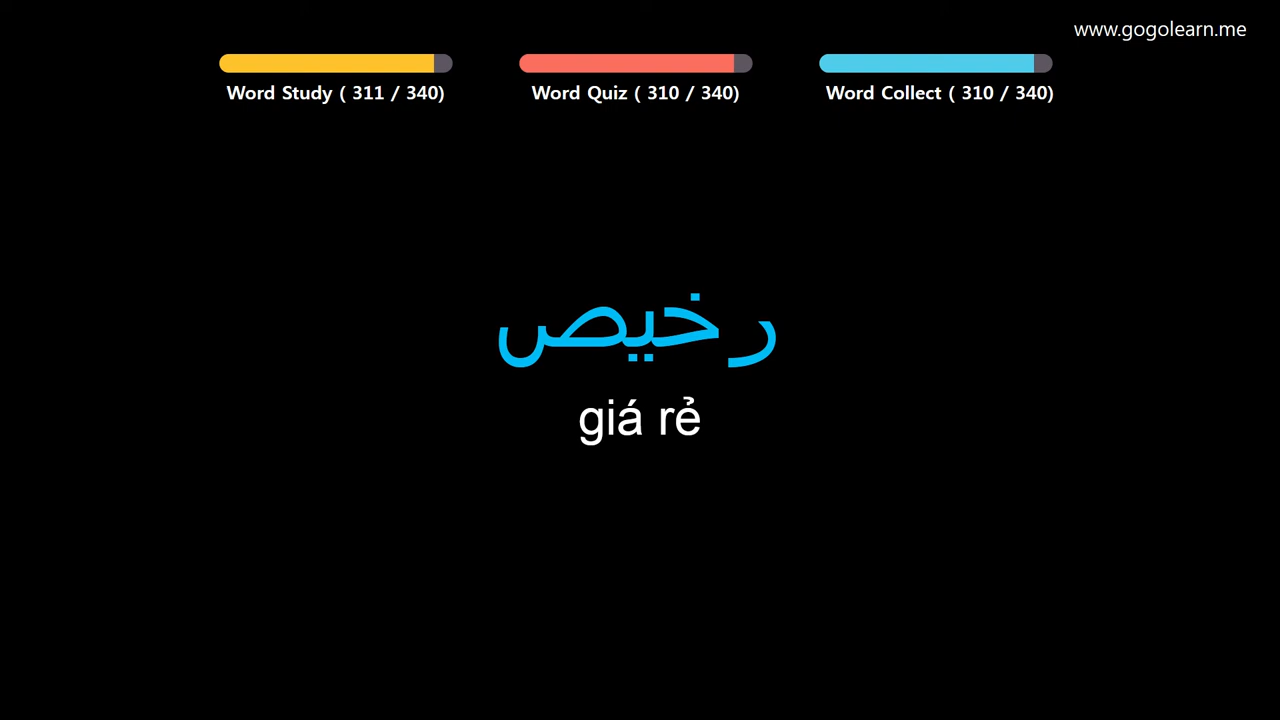 www.gogolearn.me
Word Study ( 311 / 340)
Word Quiz ( 310 / 340)
Word Collect ( 310 / 340)
رخيص
giá rẻ